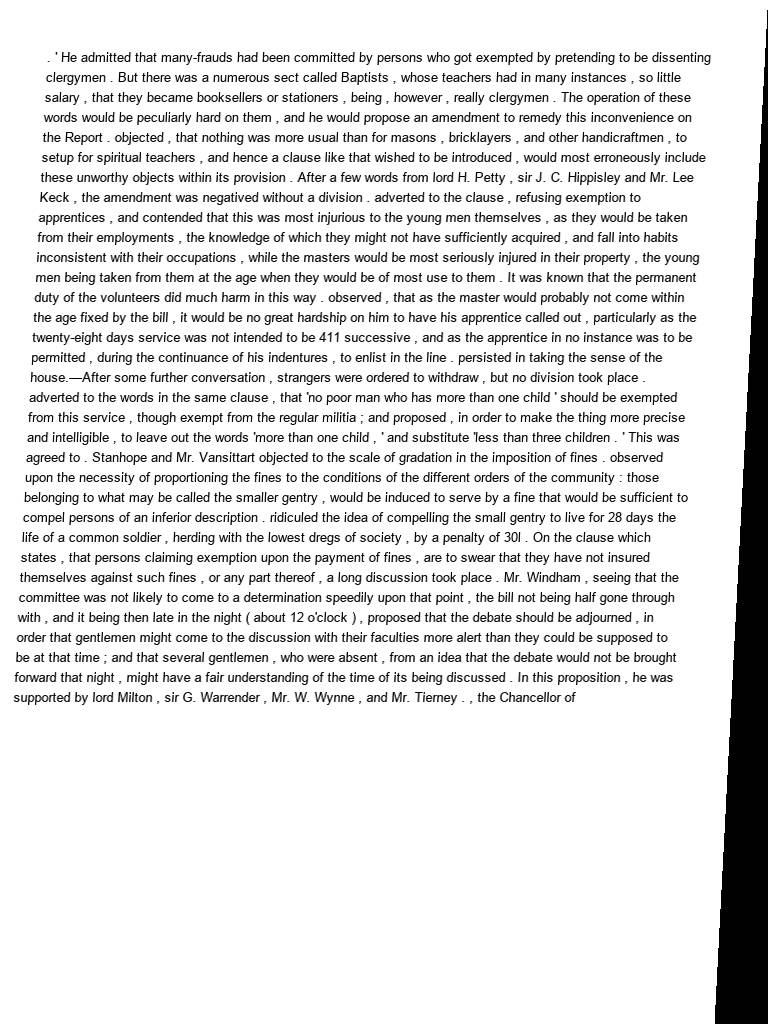 . ' He admitted that many-frauds had been committed by persons who got exempted by pretending to be dissenting
clergymen . But there was a numerous sect called Baptists , whose teachers had in many instances , so little
salary , that they became booksellers or stationers , being , however , really clergymen . The operation of these
words would be peculiarly hard on them , and he would propose an amendment to remedy this inconvenience on
the Report . objected , that nothing was more usual than for masons , bricklayers , and other handicraftmen , to
setup for spiritual teachers , and hence a clause like that wished to be introduced , would most erroneously include
these unworthy objects within its provision . After a few words from lord H. Petty , sir J. C. Hippisley and Mr. Lee
Keck , the amendment was negatived without a division . adverted to the clause , refusing exemption to
apprentices , and contended that this was most injurious to the young men themselves , as they would be taken
from their employments , the knowledge of which they might not have sufficiently acquired , and fall into habits
inconsistent with their occupations , while the masters would be most seriously injured in their property , the young
men being taken from them at the age when they would be of most use to them . It was known that the permanent
duty of the volunteers did much harm in this way . observed , that as the master would probably not come within
the age fixed by the bill , it would be no great hardship on him to have his apprentice called out , particularly as the
twenty-eight days service was not intended to be 411 successive , and as the apprentice in no instance was to be
permitted , during the continuance of his indentures , to enlist in the line . persisted in taking the sense of the
house.—After some further conversation , strangers were ordered to withdraw , but no division took place .
adverted to the words in the same clause , that 'no poor man who has more than one child ' should be exempted
from this service , though exempt from the regular militia ; and proposed , in order to make the thing more precise
and intelligible , to leave out the words 'more than one child , ' and substitute 'less than three children . ' This was
agreed to . Stanhope and Mr. Vansittart objected to the scale of gradation in the imposition of fines . observed
upon the necessity of proportioning the fines to the conditions of the different orders of the community : those
belonging to what may be called the smaller gentry , would be induced to serve by a fine that would be sufficient to
compel persons of an inferior description . ridiculed the idea of compelling the small gentry to live for 28 days the
life of a common soldier , herding with the lowest dregs of society , by a penalty of 30l . On the clause which
states , that persons claiming exemption upon the payment of fines , are to swear that they have not insured
themselves against such fines , or any part thereof , a long discussion took place . Mr. Windham , seeing that the
committee was not likely to come to a determination speedily upon that point , the bill not being half gone through
with , and it being then late in the night ( about 12 o'clock ) , proposed that the debate should be adjourned , in
order that gentlemen might come to the discussion with their faculties more alert than they could be supposed to
be at that time ; and that several gentlemen , who were absent , from an idea that the debate would not be brought
forward that night , might have a fair understanding of the time of its being discussed . In this proposition , he was
supported by lord Milton , sir G. Warrender , Mr. W. Wynne , and Mr. Tierney . , the Chancellor of